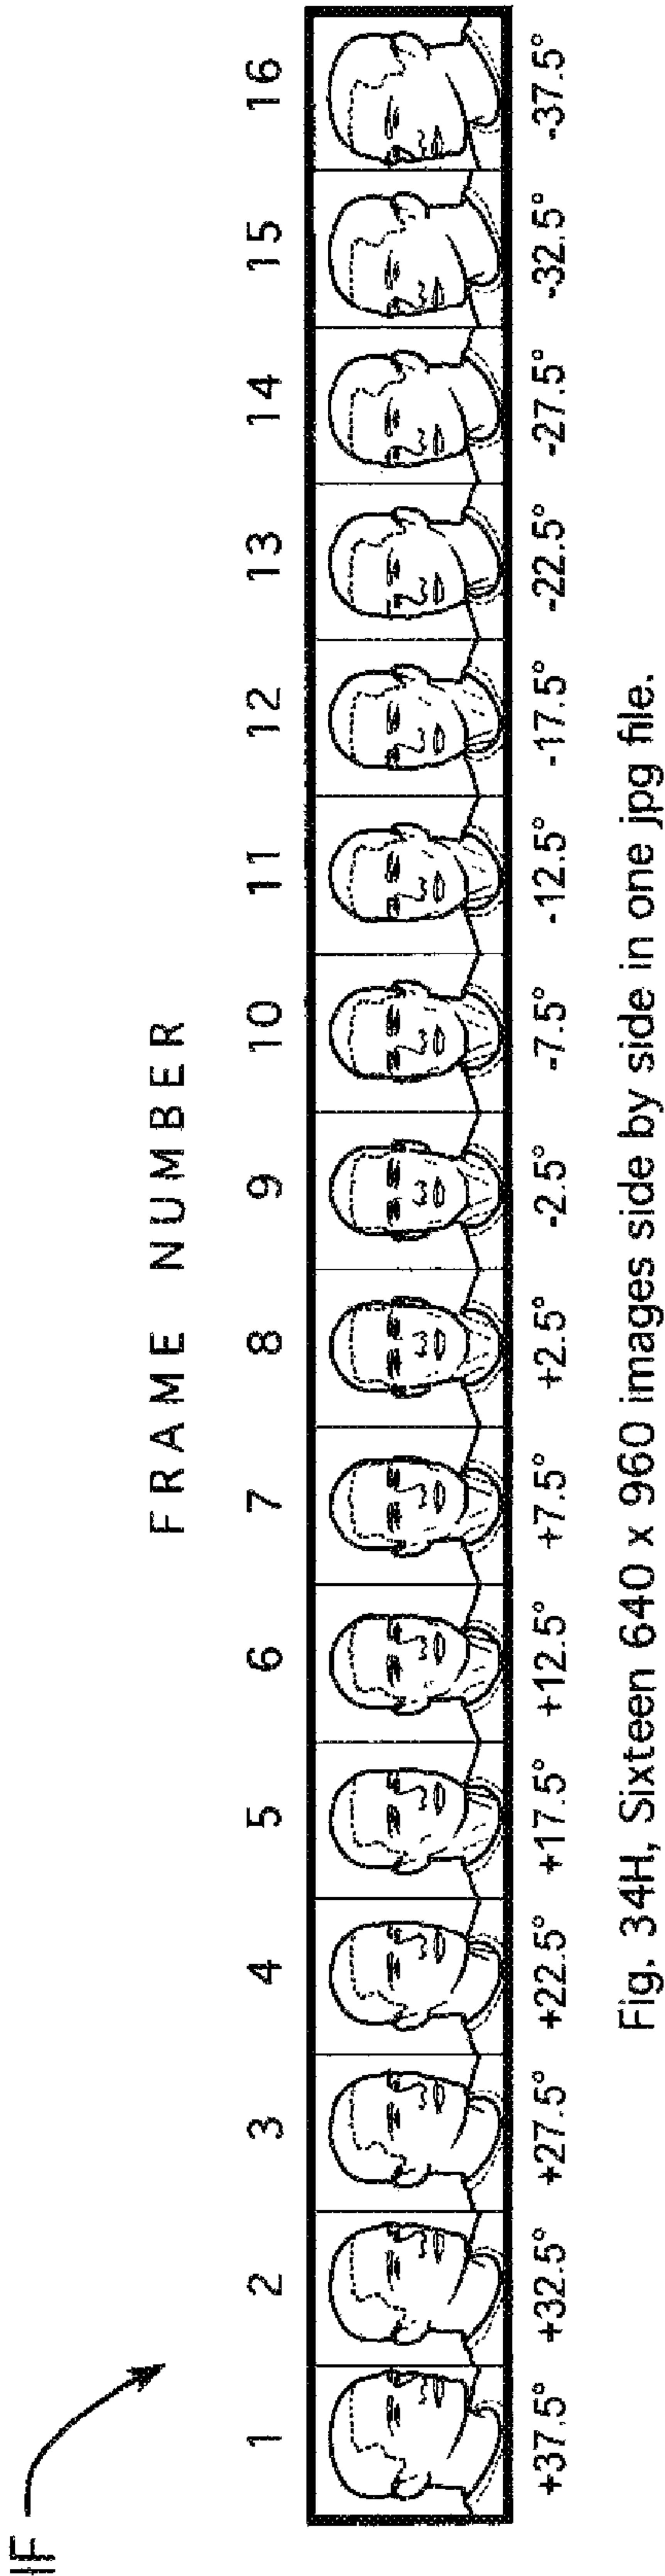 IF
FRAME NUMBER
1 2 3 4 5 6 7 8 9 10 11 12 13 14 15 16
+37.5° +32.5° +27.5° +22.5° +17.5° +12.5° +7.5° +2.5° -2.5° -7.5° -12.5° -17.5° -22.5° -27.5° -32.5° -37.5°
Fig. 34H, Sixteen 640 x 960 images side by side in one jpg file.